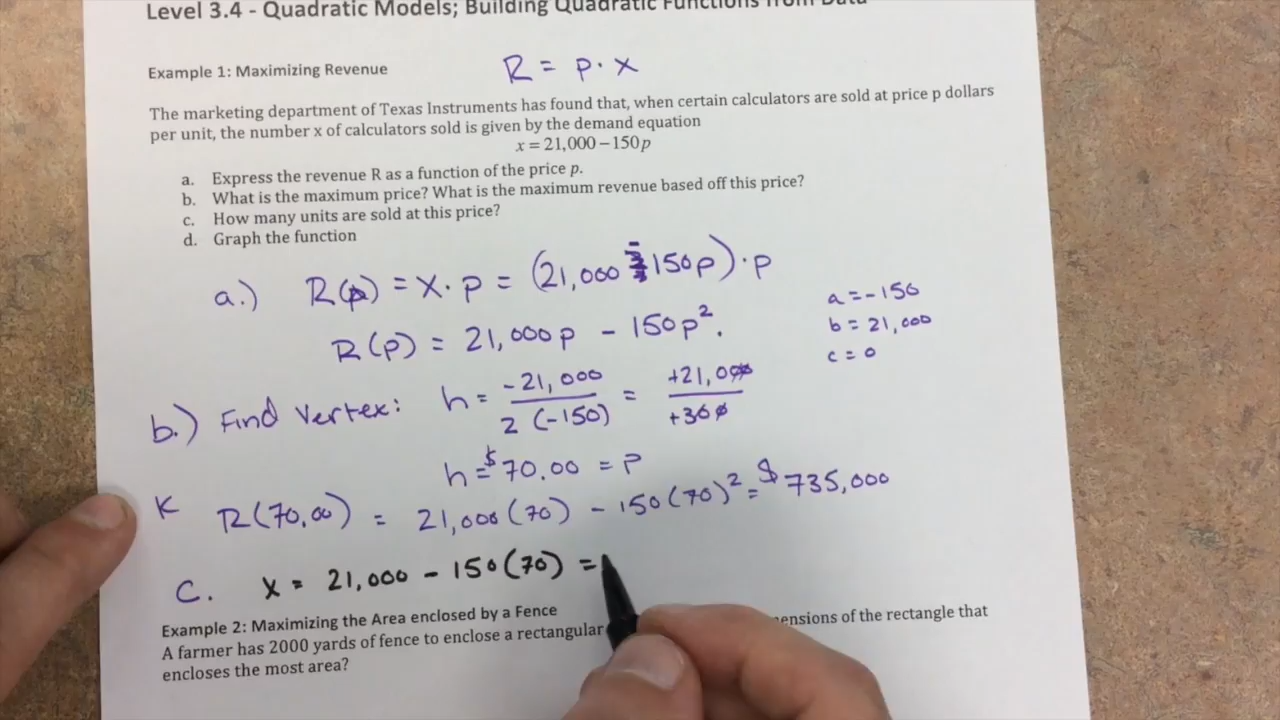 Level 3.4 - Quadratic Models; Building Quadratic Functions from Data
Example 1: Maximizing Revenue
R = p · x
The marketing department of Texas Instruments has found that, when certain calculators are sold at price p dollars
per unit, the number x of calculators sold is given by the demand equation
x = 21,000 – 150p
a. Express the revenue R as a function of the price p.
b. What is the maximum price? What is the maximum revenue based off this price?
c. How many units are sold at this price?
d. Graph the function
a.) R(p) = x · p = (21,000 - 150p) · p
R(p) = 21,000p - 150p².
a = -150
b = 21,000
c = 0
b.) Find Vertex: h = -21,000 / 2(-150) = +21,000 / +300
h = $70.00 = P
K R(70.00) = 21,000(70) - 150(70)² = $735,000
C. x = 21,000 - 150(70) =
Example 2: Maximizing the Area enclosed by a Fence
A farmer has 2000 yards of fence to enclose a rectangular of the rectangle that
encloses the most area?